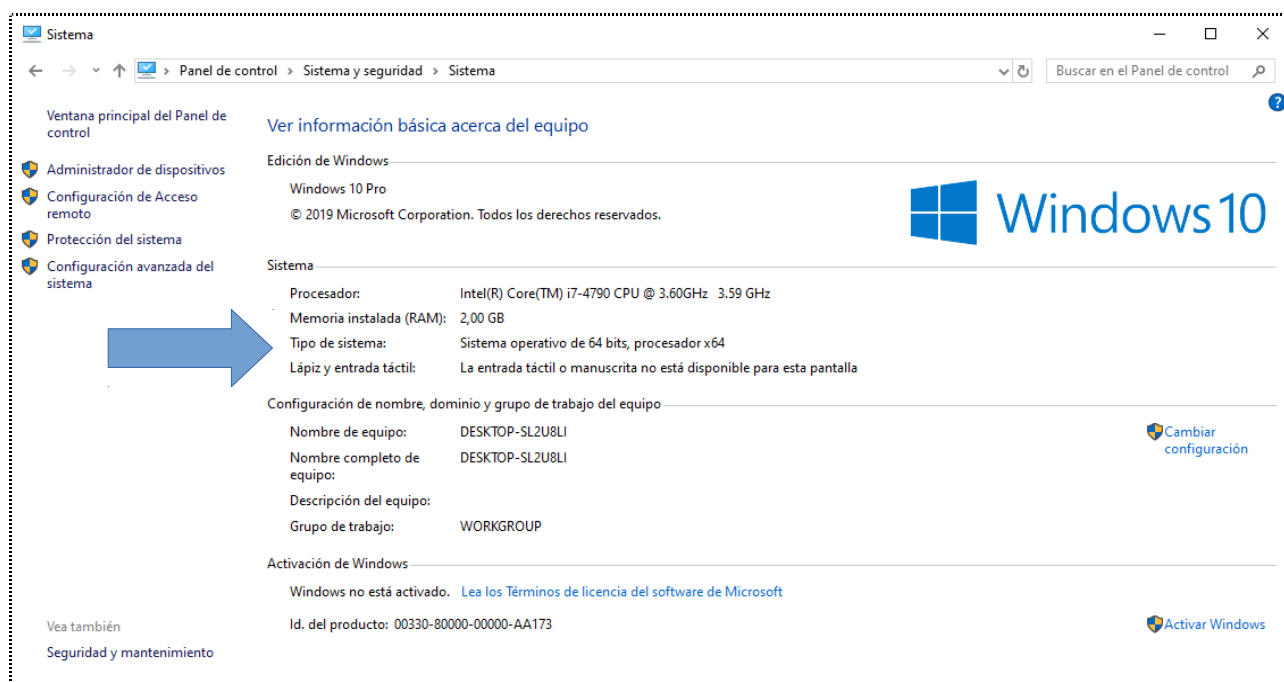 Sistema
Panel de control > Sistema y seguridad > Sistema
Buscar en el Panel de control
Ventana principal del Panel de
control
Administrador de dispositivos
Configuración de Acceso
remoto
Protección del sistema
Configuración avanzada del
sistema
Vea también
Seguridad y mantenimiento
?
Ver información básica acerca del equipo
Edición de Windows
Windows 10 Pro
© 2019 Microsoft Corporation. Todos los derechos reservados.
Windows 10
Sistema
Procesador: Intel(R) Core(TM) i7-4790 CPU @ 3.60GHz 3.59 GHz
Memoria instalada (RAM): 2,00 GB
Tipo de sistema: Sistema operativo de 64 bits, procesador x64
Lápiz y entrada táctil: La entrada táctil o manuscrita no está disponible para esta pantalla
Configuración de nombre, dominio y grupo de trabajo del equipo
Nombre de equipo: DESKTOP-SL2U8LI
Cambiar
configuración
Nombre completo de DESKTOP-SL2U8LI
equipo:
Descripción del equipo:
Grupo de trabajo: WORKGROUP
Activación de Windows
Windows no está activado. Lea los Términos de licencia del software de Microsoft
Id. del producto: 00330-80000-00000-AA173
Activar Windows